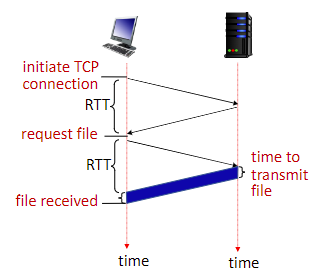 initiate TCP
connection
RTT
request file
RTT
time to
transmit
file
file received
time
time